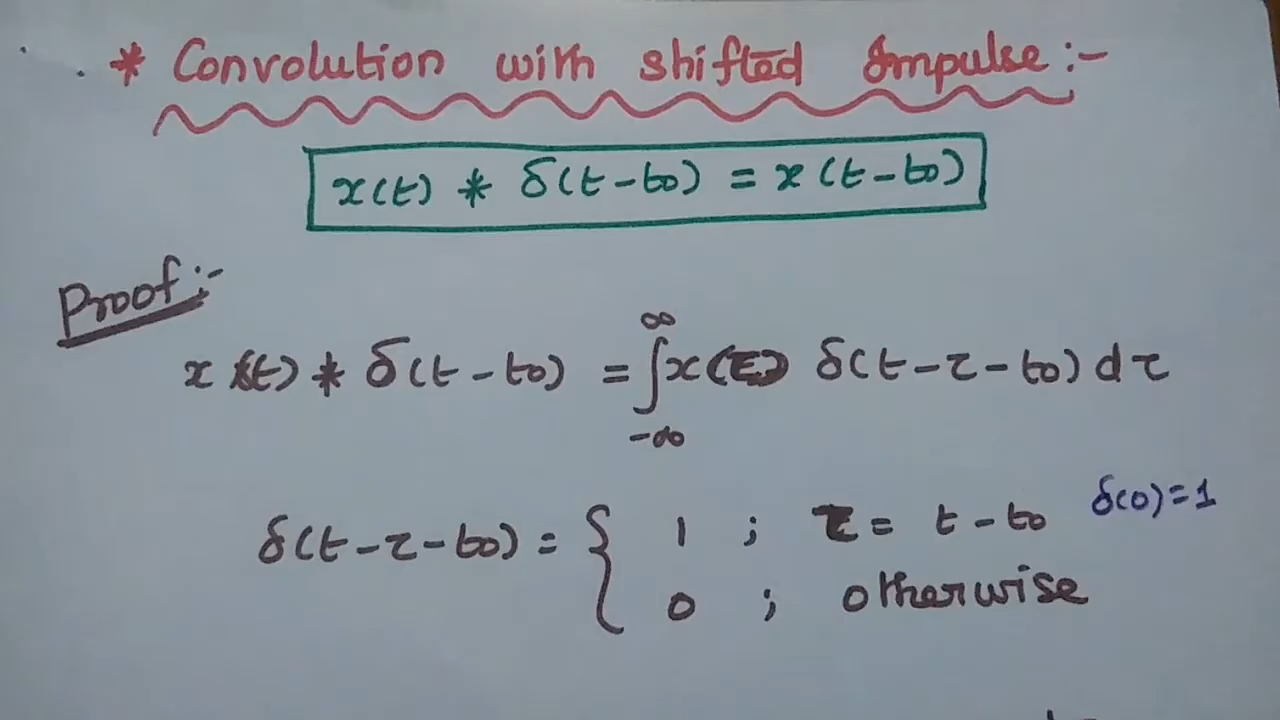 * Convolution with shifted Impulse:-
x(t) * δ(t-t0) = x(t-t0)
Proof:-
x(t) * δ(t-t0) = ∫_{-∞}^{∞} x(τ) δ(t-τ-t0) dτ
δ(t-τ-t0) = { 1 ; τ = t-t0 δ(0)=1
0 ; otherwise